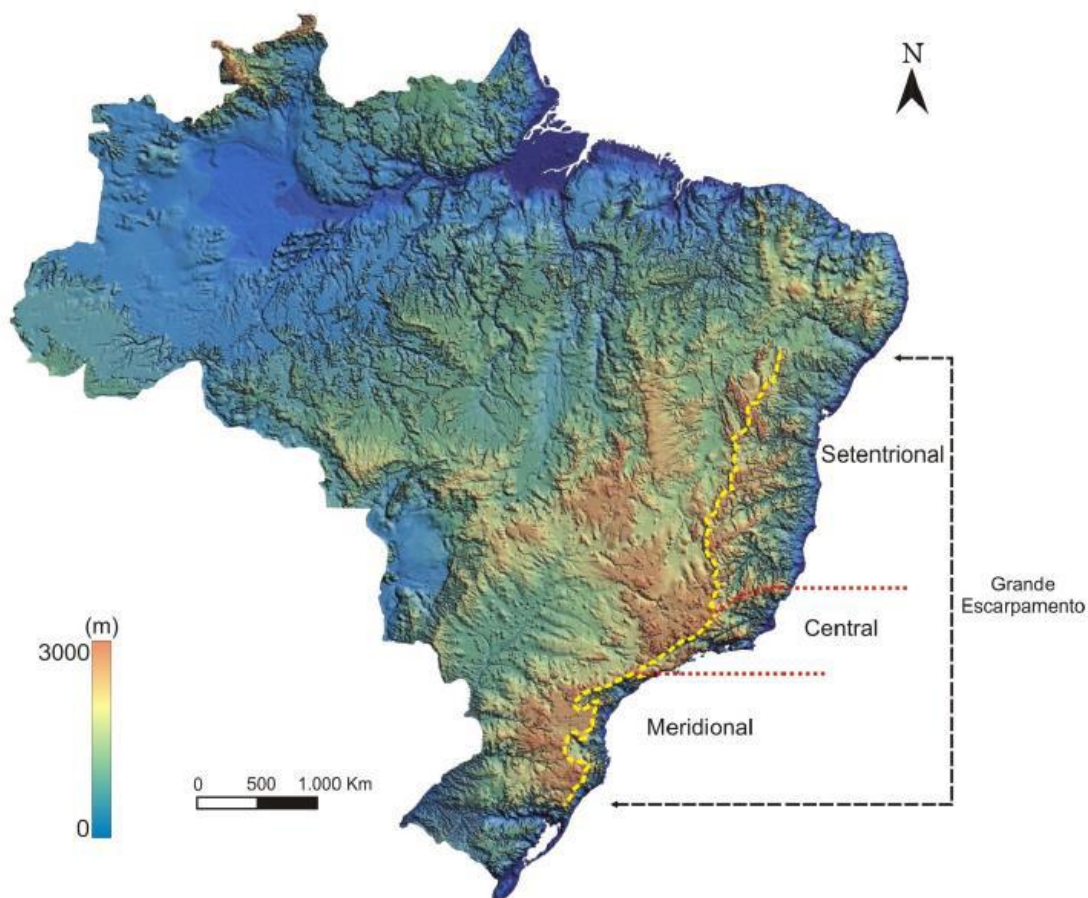 N
Setentrional
Grande
Escarpamento
Central
Meridional
(m)
3000
0
0 500 1.000 Km